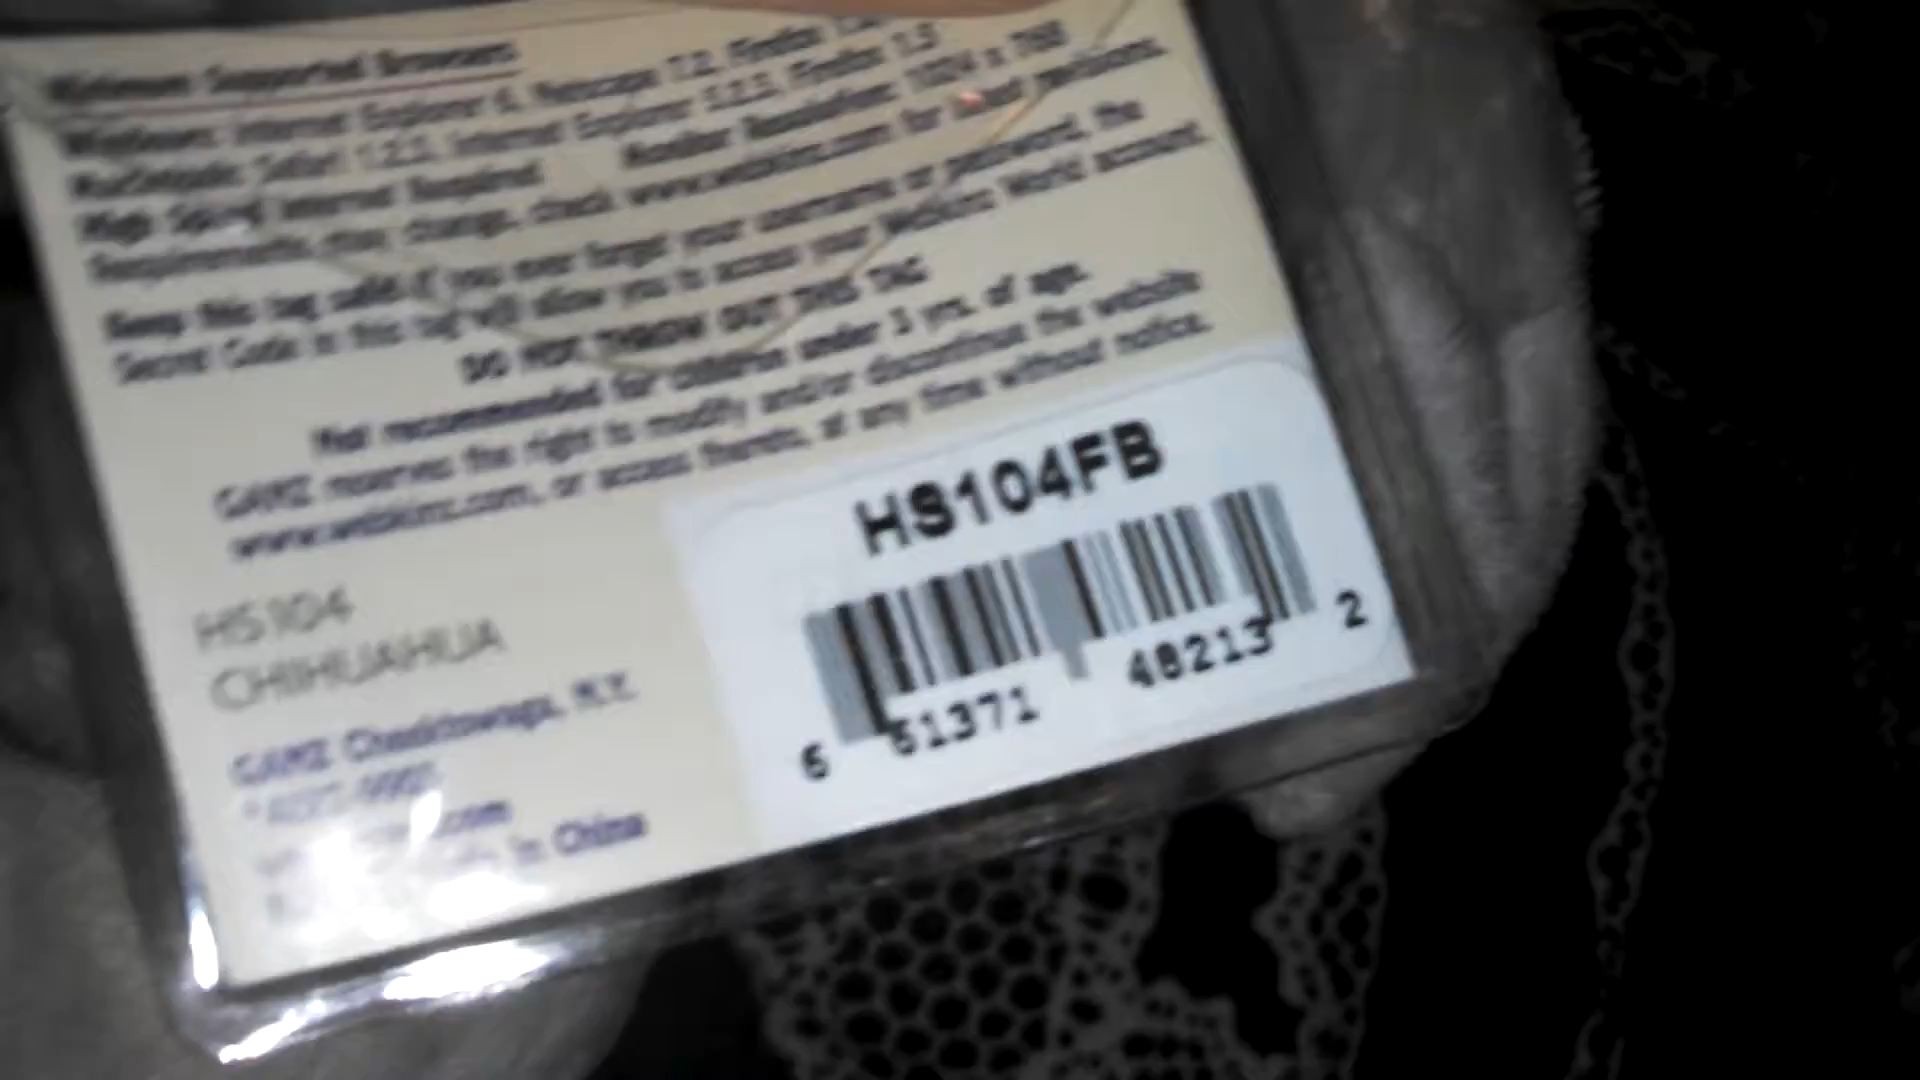 Minimum Supported Browsers
Windows: Internet Explorer 6, Netscape 7.2, Firefox
Safari 1.2.2, Internet Explorer 5.2.3, Firefox 1.5
High Speed Internet Required Monitor Resolution: 1024 x 768
Requirements may change, check www.webkinz.com for latest
Keep this tag safe! If you ever forget your username or password, the
Secret Code in this tag will allow you to access your Webkinz World account.
DO NOT THROW OUT THIS TAG
Not recommended for children under 3 yrs. of age.
GANZ reserves the right to modify and/or discontinue the website
www.webkinz.com, or access thereto, at any time without notice.
HS104FB
HS104
CHIHUAHUA
6 51371 48213 2
GANZ Cheektowaga, N.Y.
.com
in China